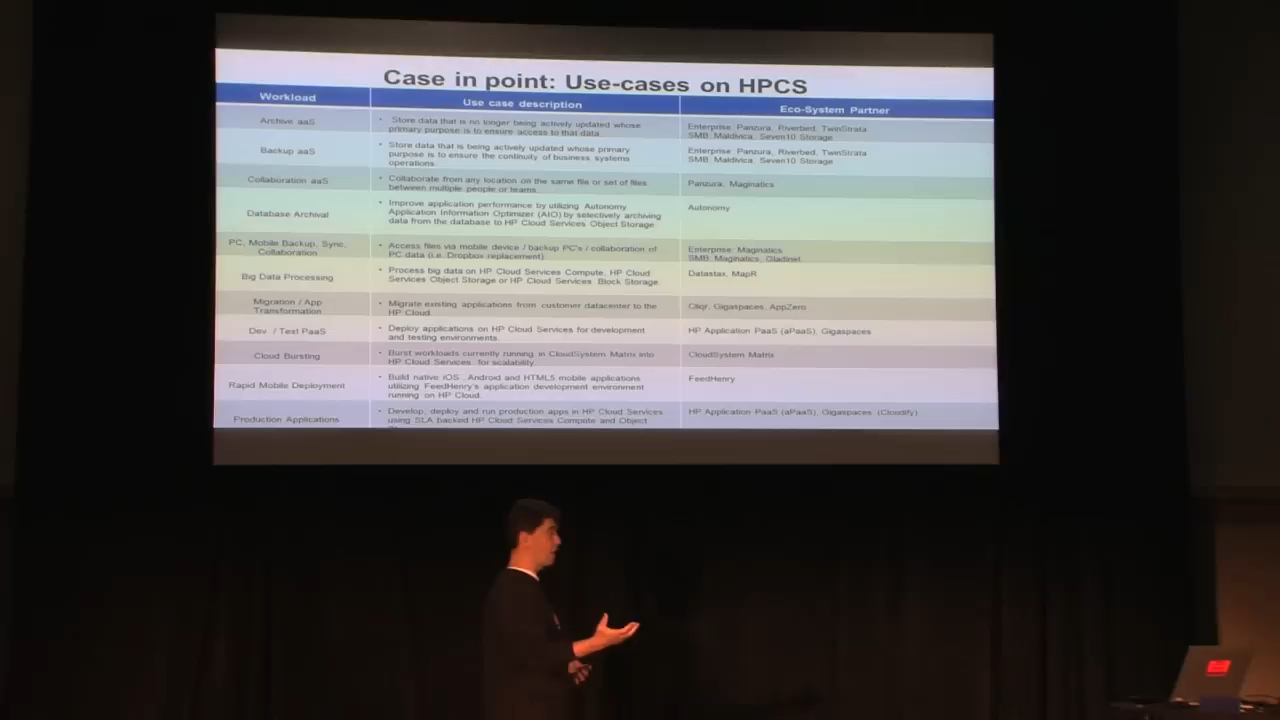 Case in point: Use-cases on HPCS
Workload
Use case description
Eco-System Partner
Archive aaS
• Store data that is no longer being actively updated whose
primary purpose is to ensure access to that data.
Enterprise: Panzura, Riverbed, TwinStrata
SMB: Maldivica, Seven10 Storage
Backup aaS
• Store data that is being actively updated whose primary
purpose is to ensure the continuity of business systems
operations.
Enterprise: Panzura, Riverbed, TwinStrata
SMB: Maldivica, Seven10 Storage
Collaboration aaS
• Collaborate from any location on the same file or set of files
between multiple people or teams.
Panzura, Maginatics
Database Archival
• Improve application performance by utilizing Autonomy
Application Information Optimizer (AIO) by selectively archiving
data from the database to HP Cloud Services Object Storage
Autonomy
PC, Mobile Backup, Sync,
Collaboration
• Access files via mobile device / backup PC's / collaboration of
PC data (i.e. Dropbox replacement)
Enterprise: Maginatics
SMB: Maginatics, Gladinet
Big Data Processing
• Process big data on HP Cloud Services Compute, HP Cloud
Services Object Storage or HP Cloud Services Block Storage.
Datastax, MapR
Migration / App
Transformation
• Migrate existing applications from customer datacenter to the
HP Cloud.
Cliqr, Gigaspaces, AppZero
Dev / Test PaaS
• Deploy applications on HP Cloud Services for development
and testing environments.
HP Application PaaS (aPaaS), Gigaspaces
Cloud Bursting
• Burst workloads currently running in CloudSystem Matrix into
HP Cloud Services for scalability.
CloudSystem Matrix
Rapid Mobile Deployment
• Build native iOS, Android and HTML5 mobile applications
utilizing FeedHenry's application development environment
running on HP Cloud.
FeedHenry
Production Applications
• Develop, deploy and run production apps in HP Cloud Services
using SLA backed HP Cloud Services Compute and Object
HP Application PaaS (aPaaS), Gigaspaces (Cloudify)